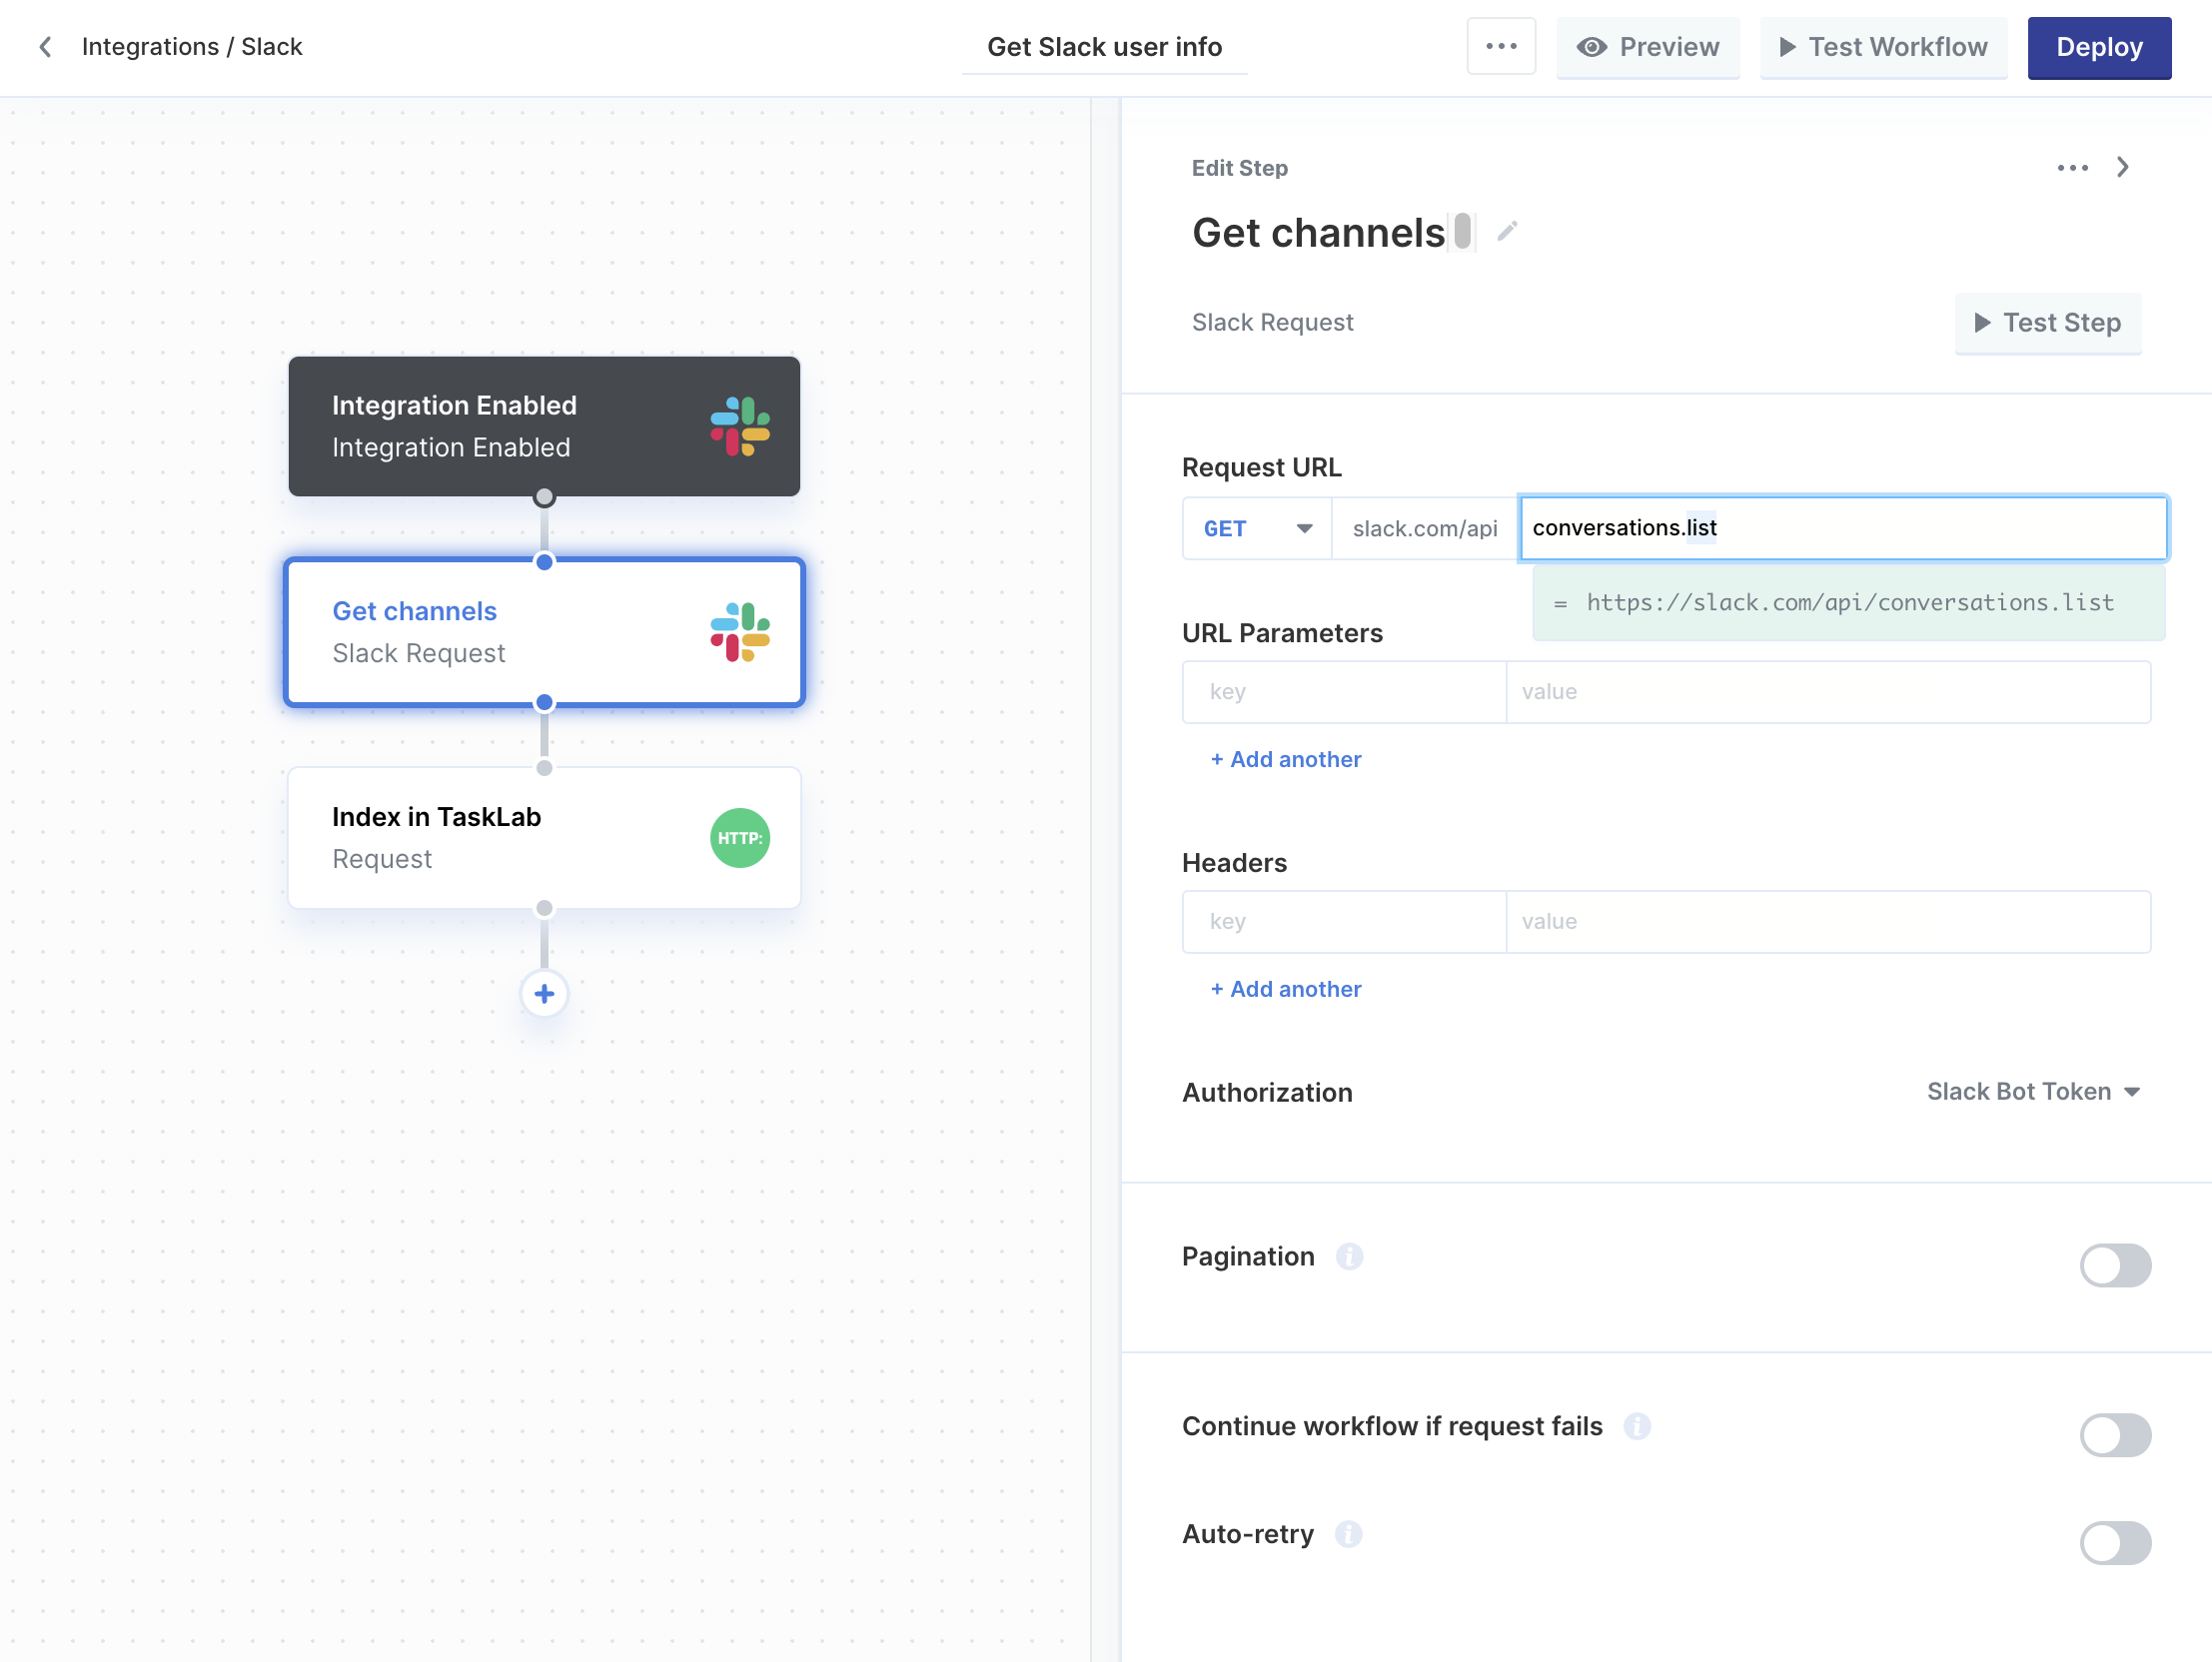 Integrations / Slack
Get Slack user info
Preview
Test Workflow
Deploy
Integration Enabled
Integration Enabled
Get channels
Slack Request
Index in TaskLab
Request
HTTP:
Edit Step
Get channels
Slack Request
Test Step
Request URL
GET
slack.com/api
conversations.list
= https://slack.com/api/conversations.list
URL Parameters
key
value
+ Add another
Headers
key
value
+ Add another
Authorization
Slack Bot Token
Pagination
Continue workflow if request fails
Auto-retry